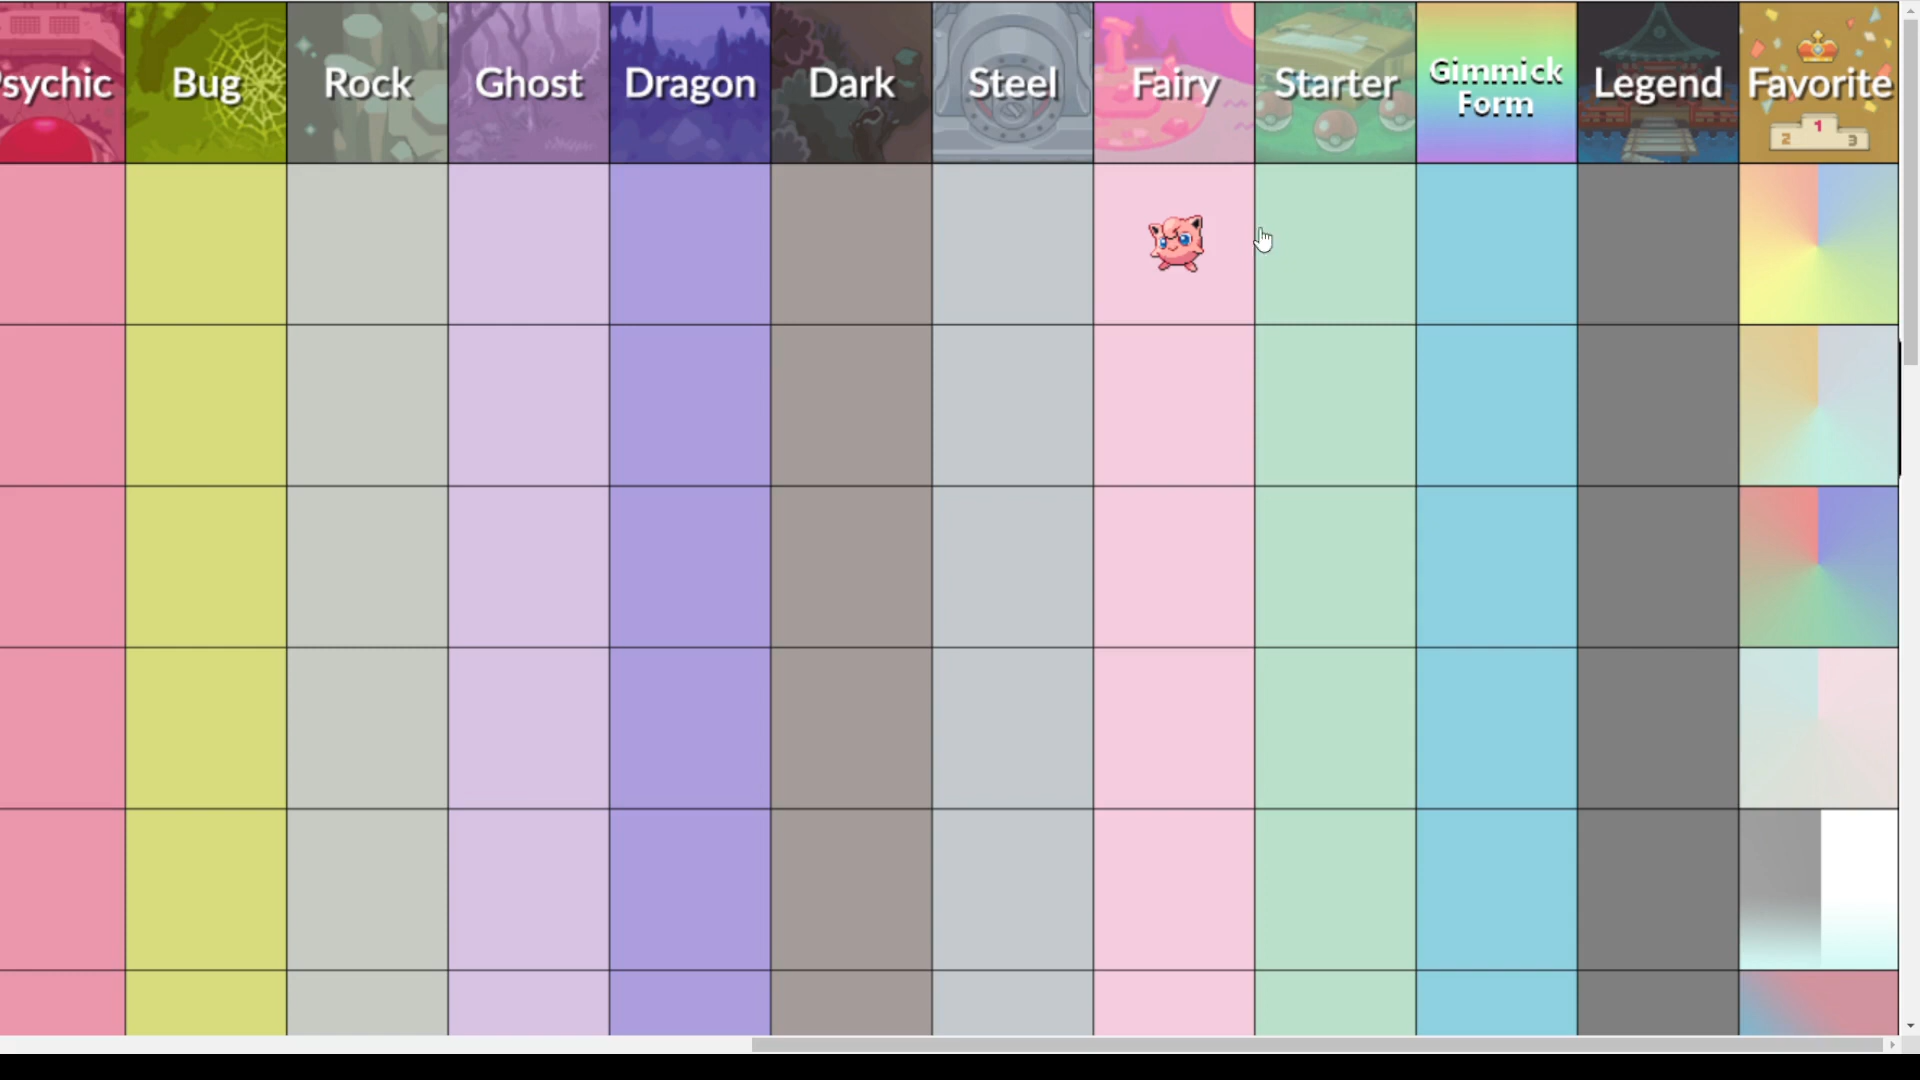 sychic
Bug
Rock
Ghost
Dragon
Dark
Steel
Fairy
Starter
Gimmick
Form
Legend
Favorite
1
2
3